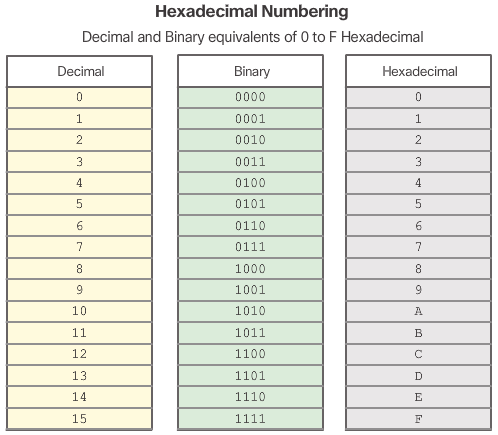 Hexadecimal Numbering
Decimal and Binary equivalents of 0 to F Hexadecimal
Decimal Binary Hexadecimal
0 0000 0
1 0001 1
2 0010 2
3 0011 3
4 0100 4
5 0101 5
6 0110 6
7 0111 7
8 1000 8
9 1001 9
10 1010 A
11 1011 B
12 1100 C
13 1101 D
14 1110 E
15 1111 F